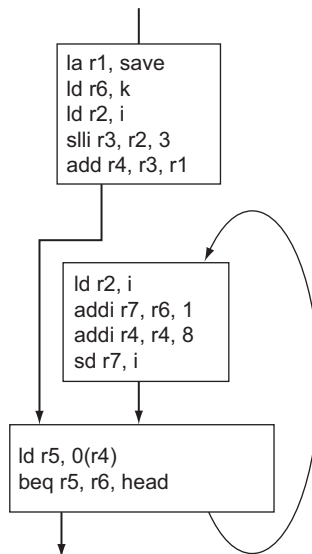 la r1, save
ld r6, k
ld r2, i
slli r3, r2, 3
add r4, r3, r1
ld r2, i
addi r7, r6, 1
addi r4, r4, 8
sd r7, i
ld r5, 0(r4)
beq r5, r6, head